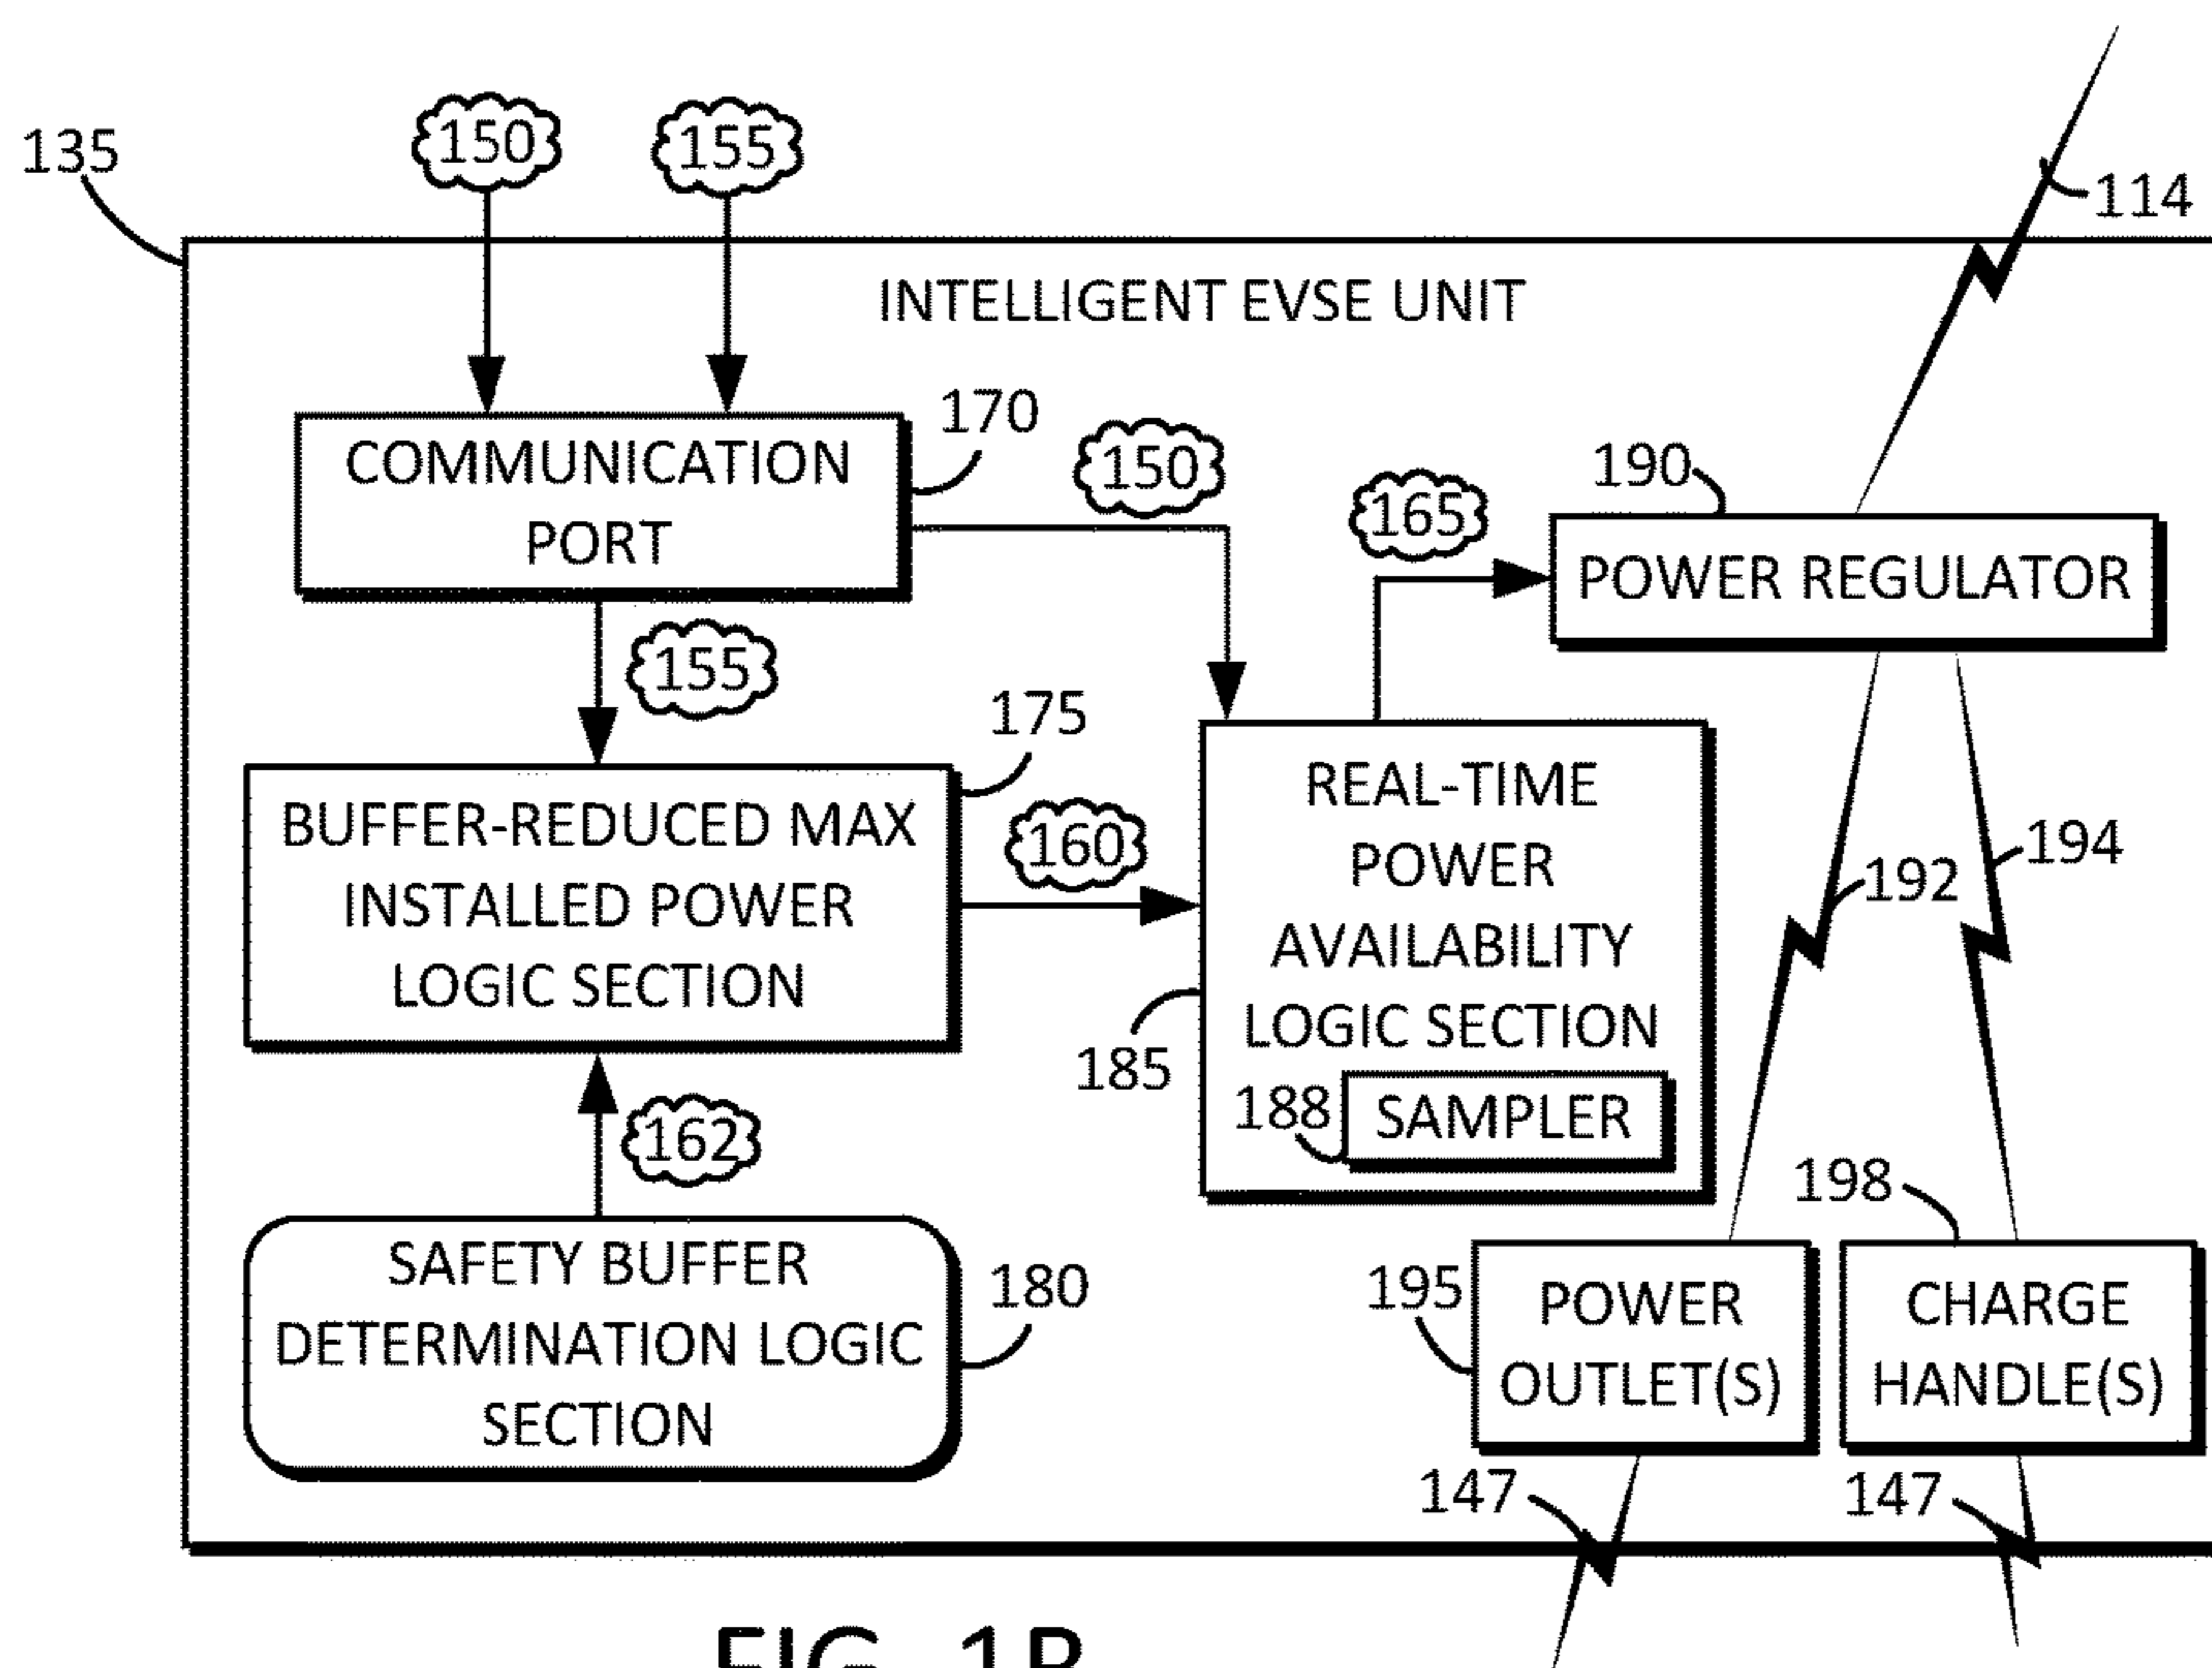 150
155
135
114
INTELLIGENT EVSE UNIT
170
COMMUNICATION
PORT
150
165
190
POWER REGULATOR
155
175
BUFFER-REDUCED MAX
INSTALLED POWER
LOGIC SECTION
160
REAL-TIME
POWER
AVAILABILITY
LOGIC SECTION
185
188
SAMPLER
192
194
162
SAFETY BUFFER
DETERMINATION LOGIC
SECTION
180
198
195
POWER
OUTLET(S)
CHARGE
HANDLE(S)
147
147
FIG. 1B